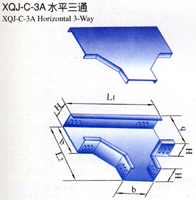 XQJ-C-3A 水平三通
XQJ-C-3A Horizontal 3-Way
H
L1
b
b
L2
H
H
b